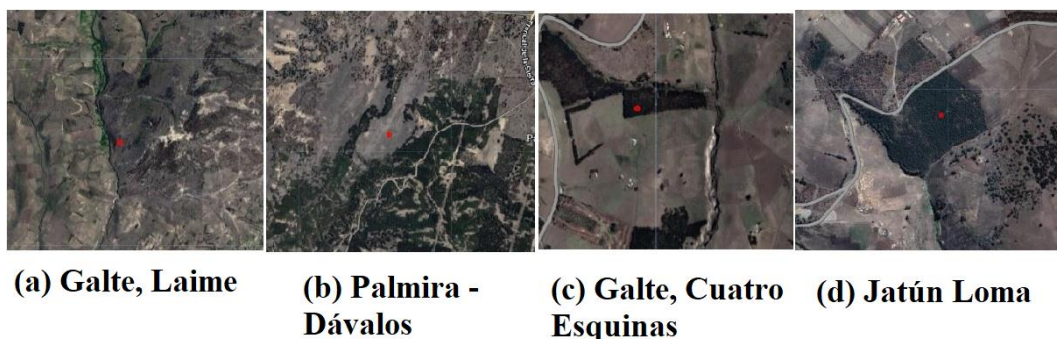 (a) Galte, Laime
(b) Palmira -
Dávalos
(c) Galte, Cuatro
Esquinas
(d) Jatún Loma